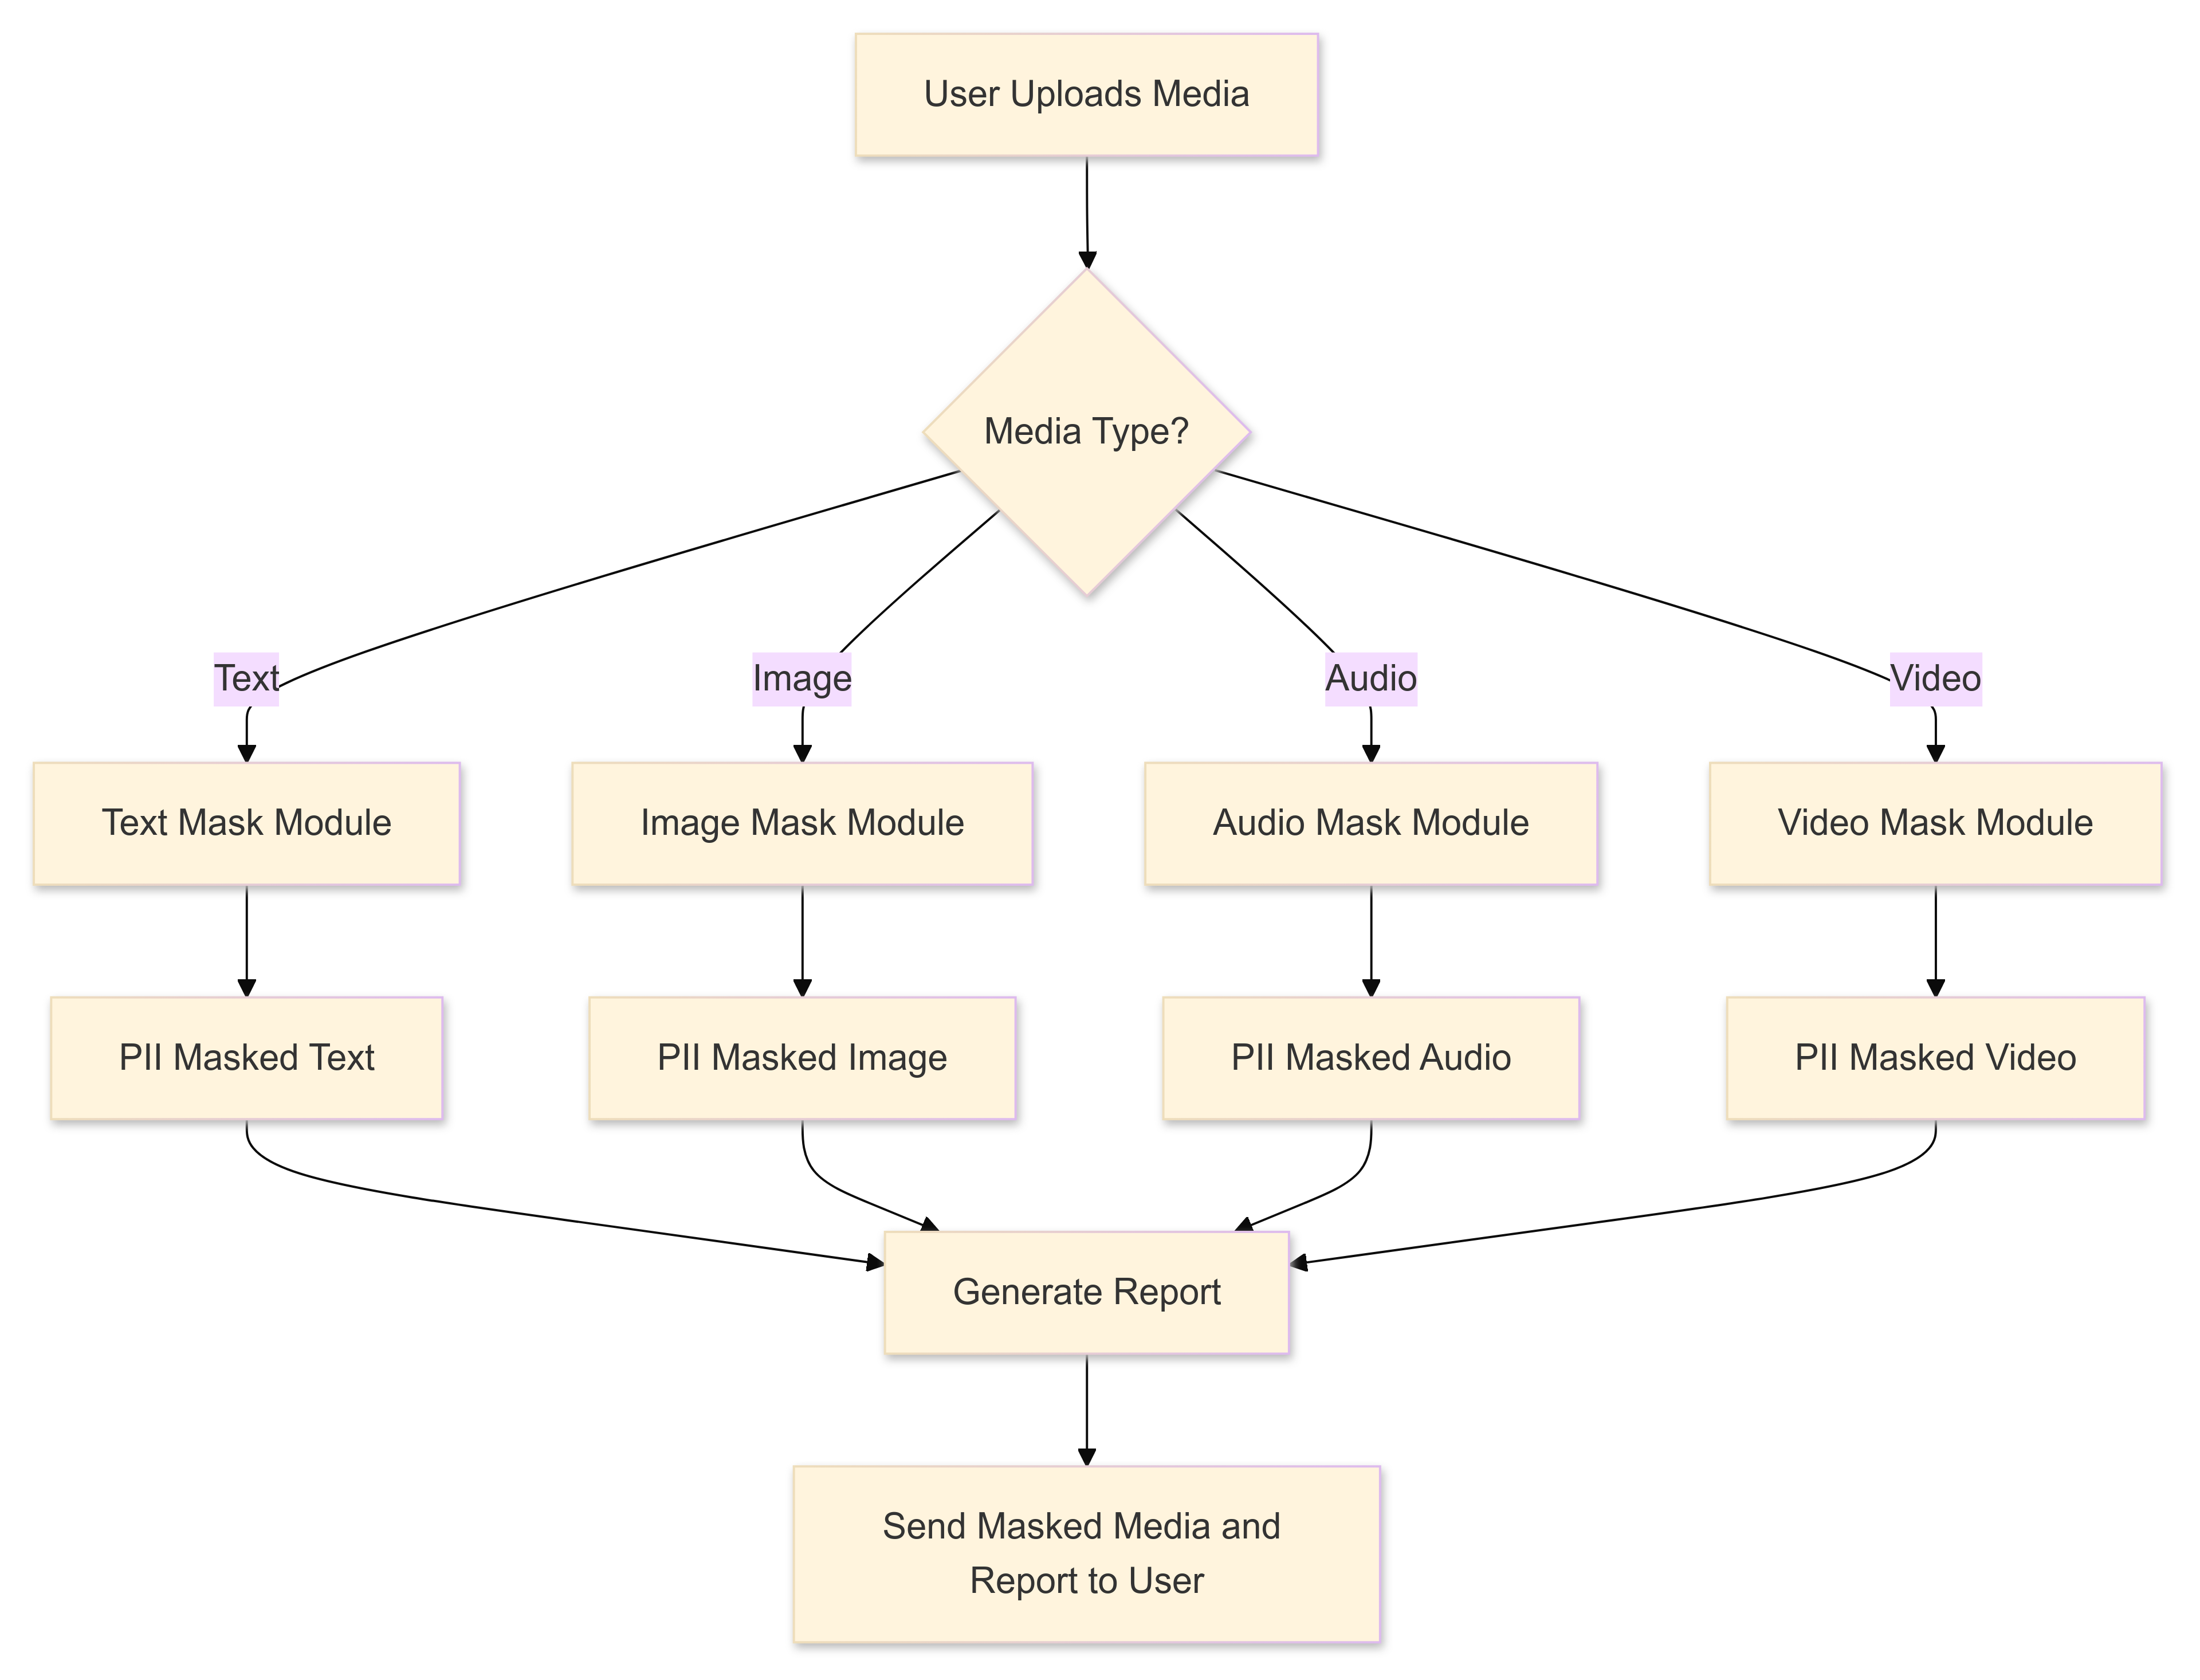 User Uploads Media
Media Type?
Text
Image
Audio
Video
Text Mask Module
Image Mask Module
Audio Mask Module
Video Mask Module
PII Masked Text
PII Masked Image
PII Masked Audio
PII Masked Video
Generate Report
Send Masked Media and
Report to User